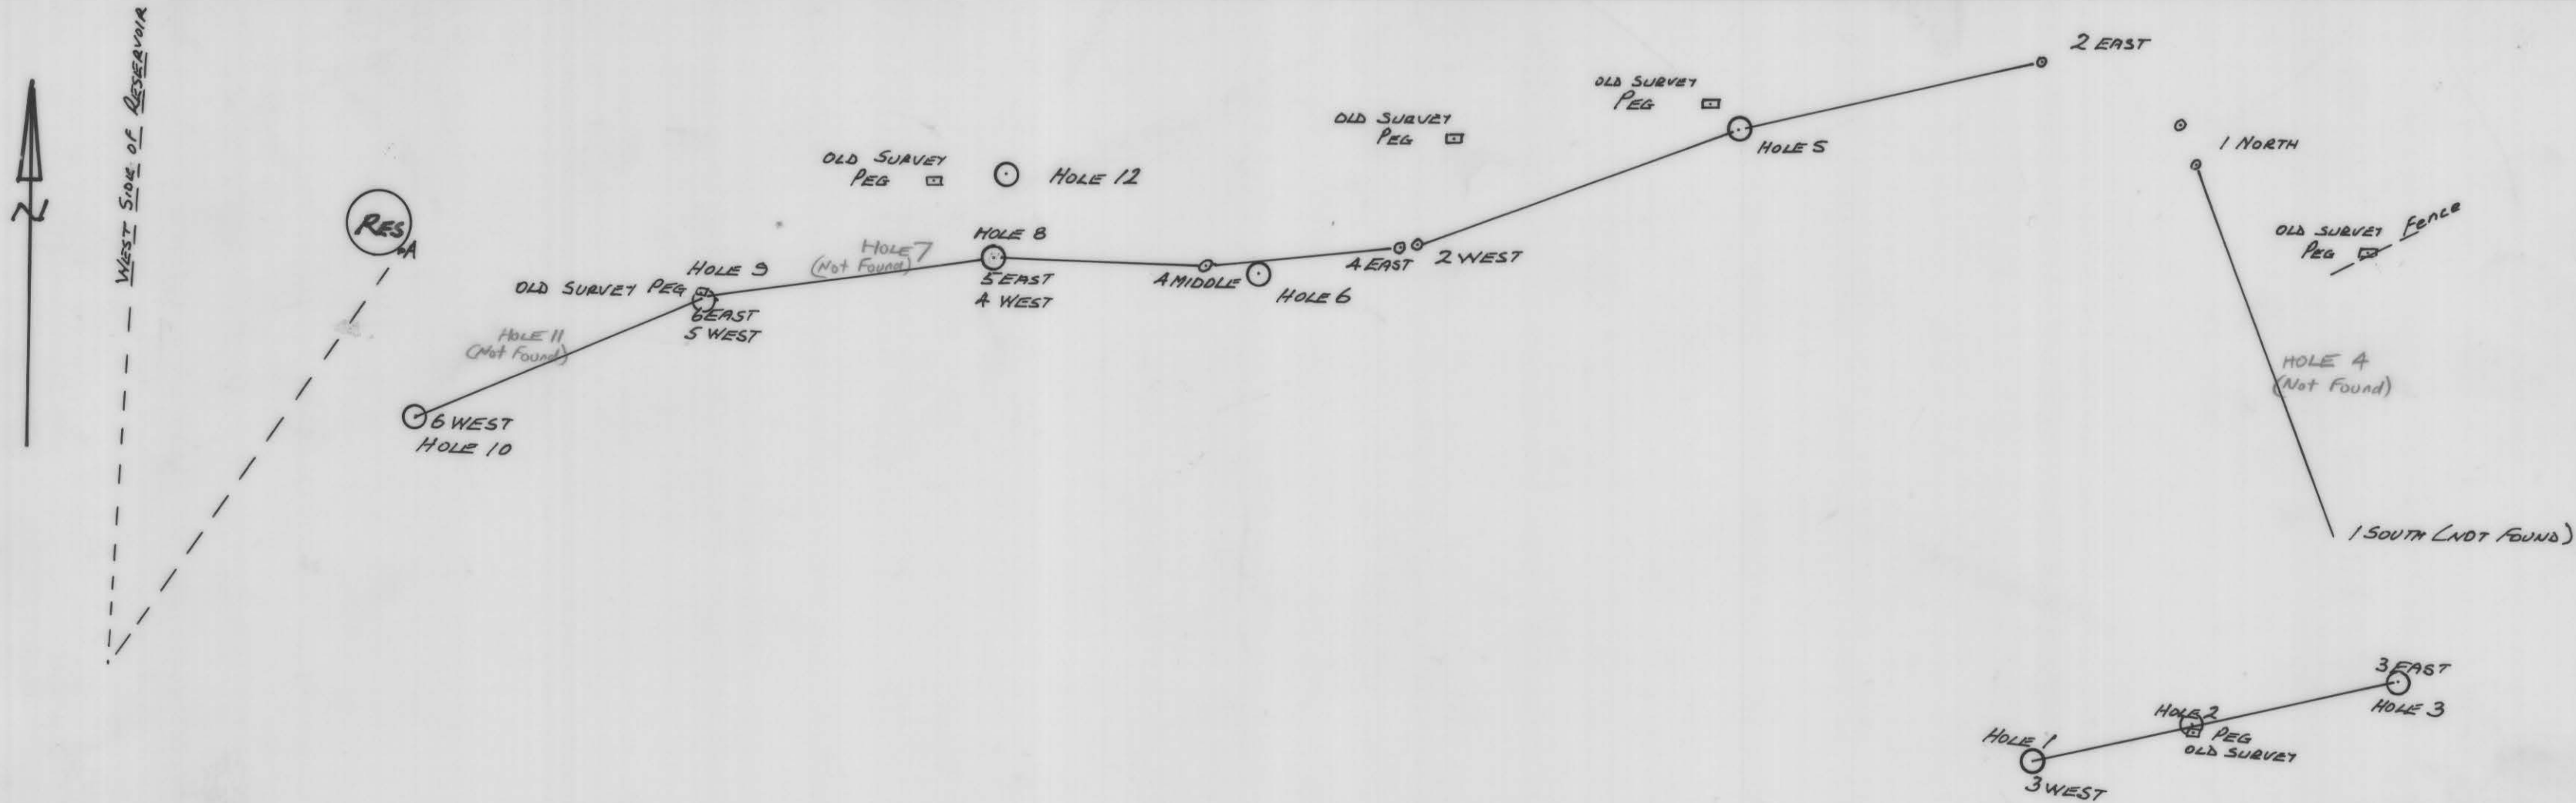 WEST SIDE OF RESERVOIR
N
RES
A
6 WEST
HOLE 10
HOLE 11
(Not Found)
OLD SURVEY PEG
HOLE 9
6 EAST
5 WEST
HOLE 7
(Not Found)
OLD SURVEY
PEG
HOLE 12
HOLE 8
5 EAST
4 WEST
4 MIDDLE
HOLE 6
4 EAST
2 WEST
OLD SURVEY
PEG
OLD SURVEY
PEG
HOLE 5
2 EAST
1 NORTH
OLD SURVEY
PEG
Fence
HOLE 4
(Not Found)
1 SOUTH (NOT FOUND)
3 EAST
HOLE 3
HOLE 2
PEG
OLD SURVEY
HOLE 1
3 WEST